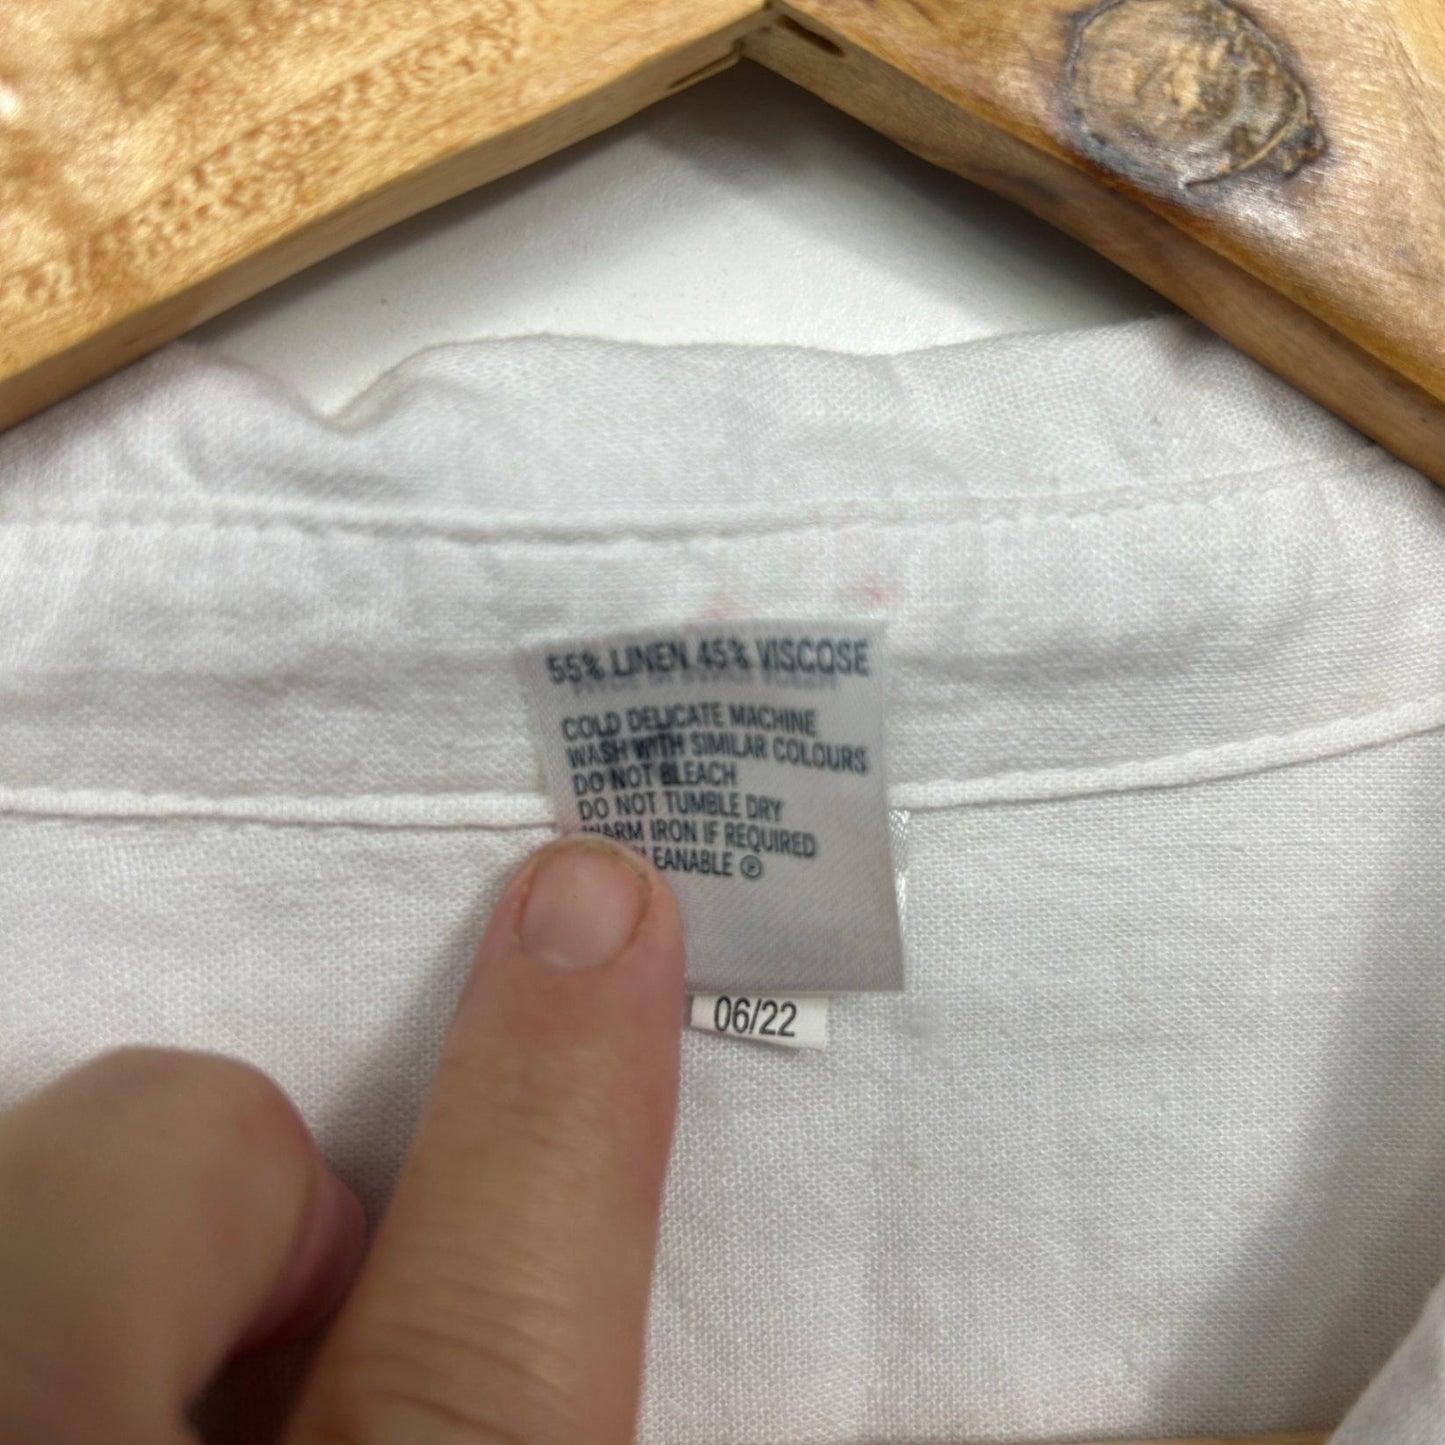 55% LINEN 45% VISCOSE
COLD DELICATE MACHINE
WASH WITH SIMILAR COLOURS
DO NOT BLEACH
DO NOT TUMBLE DRY
WARM IRON IF REQUIRED
LEANABLE Ⓟ
06/22